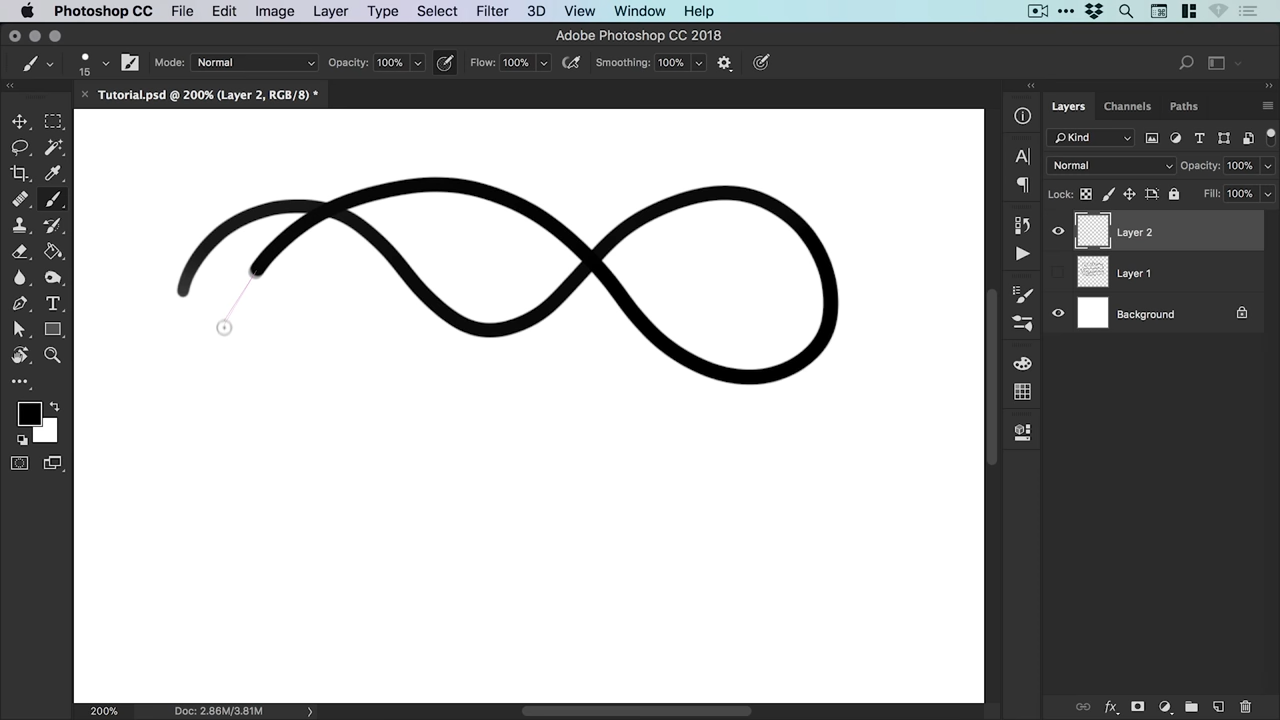 Photoshop CC File Edit Image Layer Type Select Filter 3D View Window Help
Adobe Photoshop CC 2018
15 Mode: Normal Opacity: 100% Flow: 100% Smoothing: 100%
Tutorial.psd @ 200% (Layer 2, RGB/8) *
Layers Channels Paths
Kind
Normal Opacity: 100%
Lock: Fill: 100%
Layer 2
Layer 1
Background
200% Doc: 2.86M/3.81M